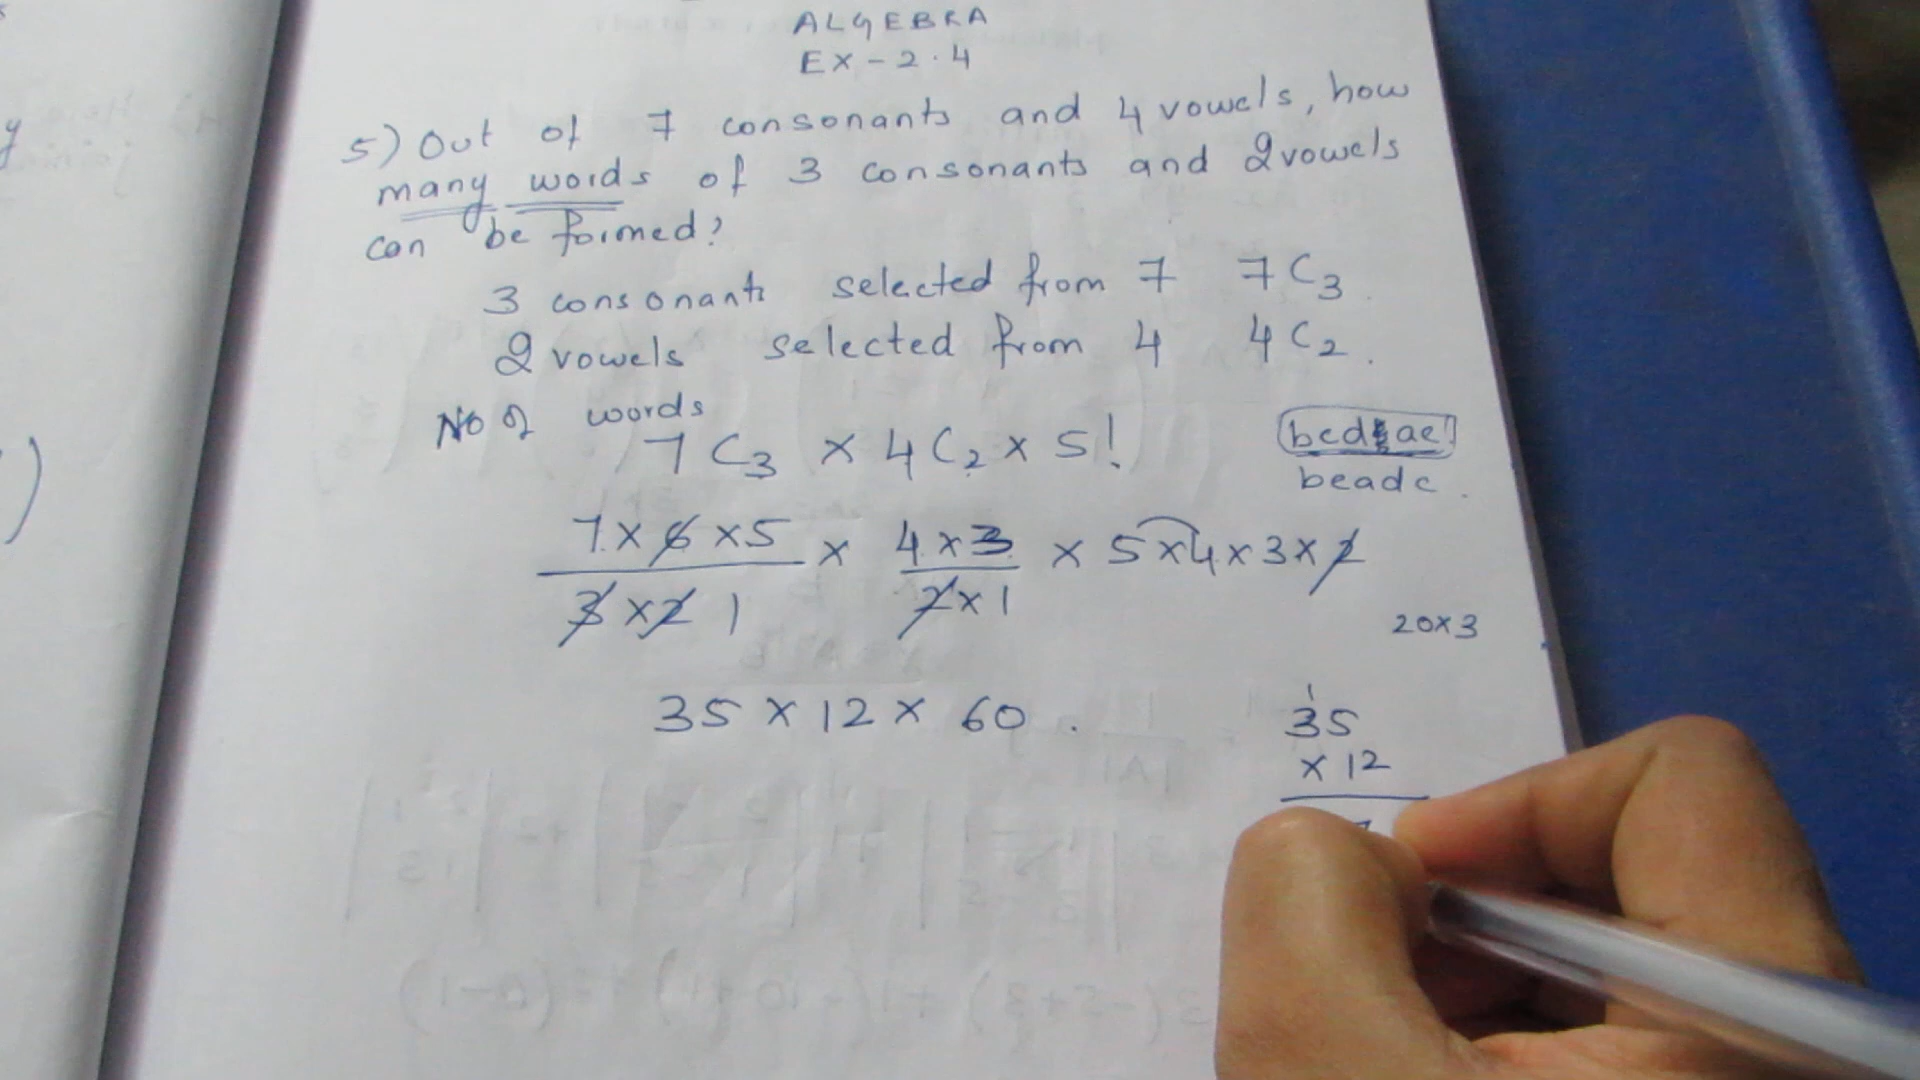 ALGEBRA
EX - 2.4
5) Out of 7 consonants and 4 vowels, how
many words of 3 consonants and 2 vowels
can be formed?
3 consonants selected from 7 7C3
2 vowels selected from 4 4C2.
No of words
7C3 × 4C2 × 5!
bcd ae
beadc.
7×6×5 × 4×3 × 5×4×3×2
3×2 1 2×1
20×3
35 × 12 × 60.
1
35
× 12